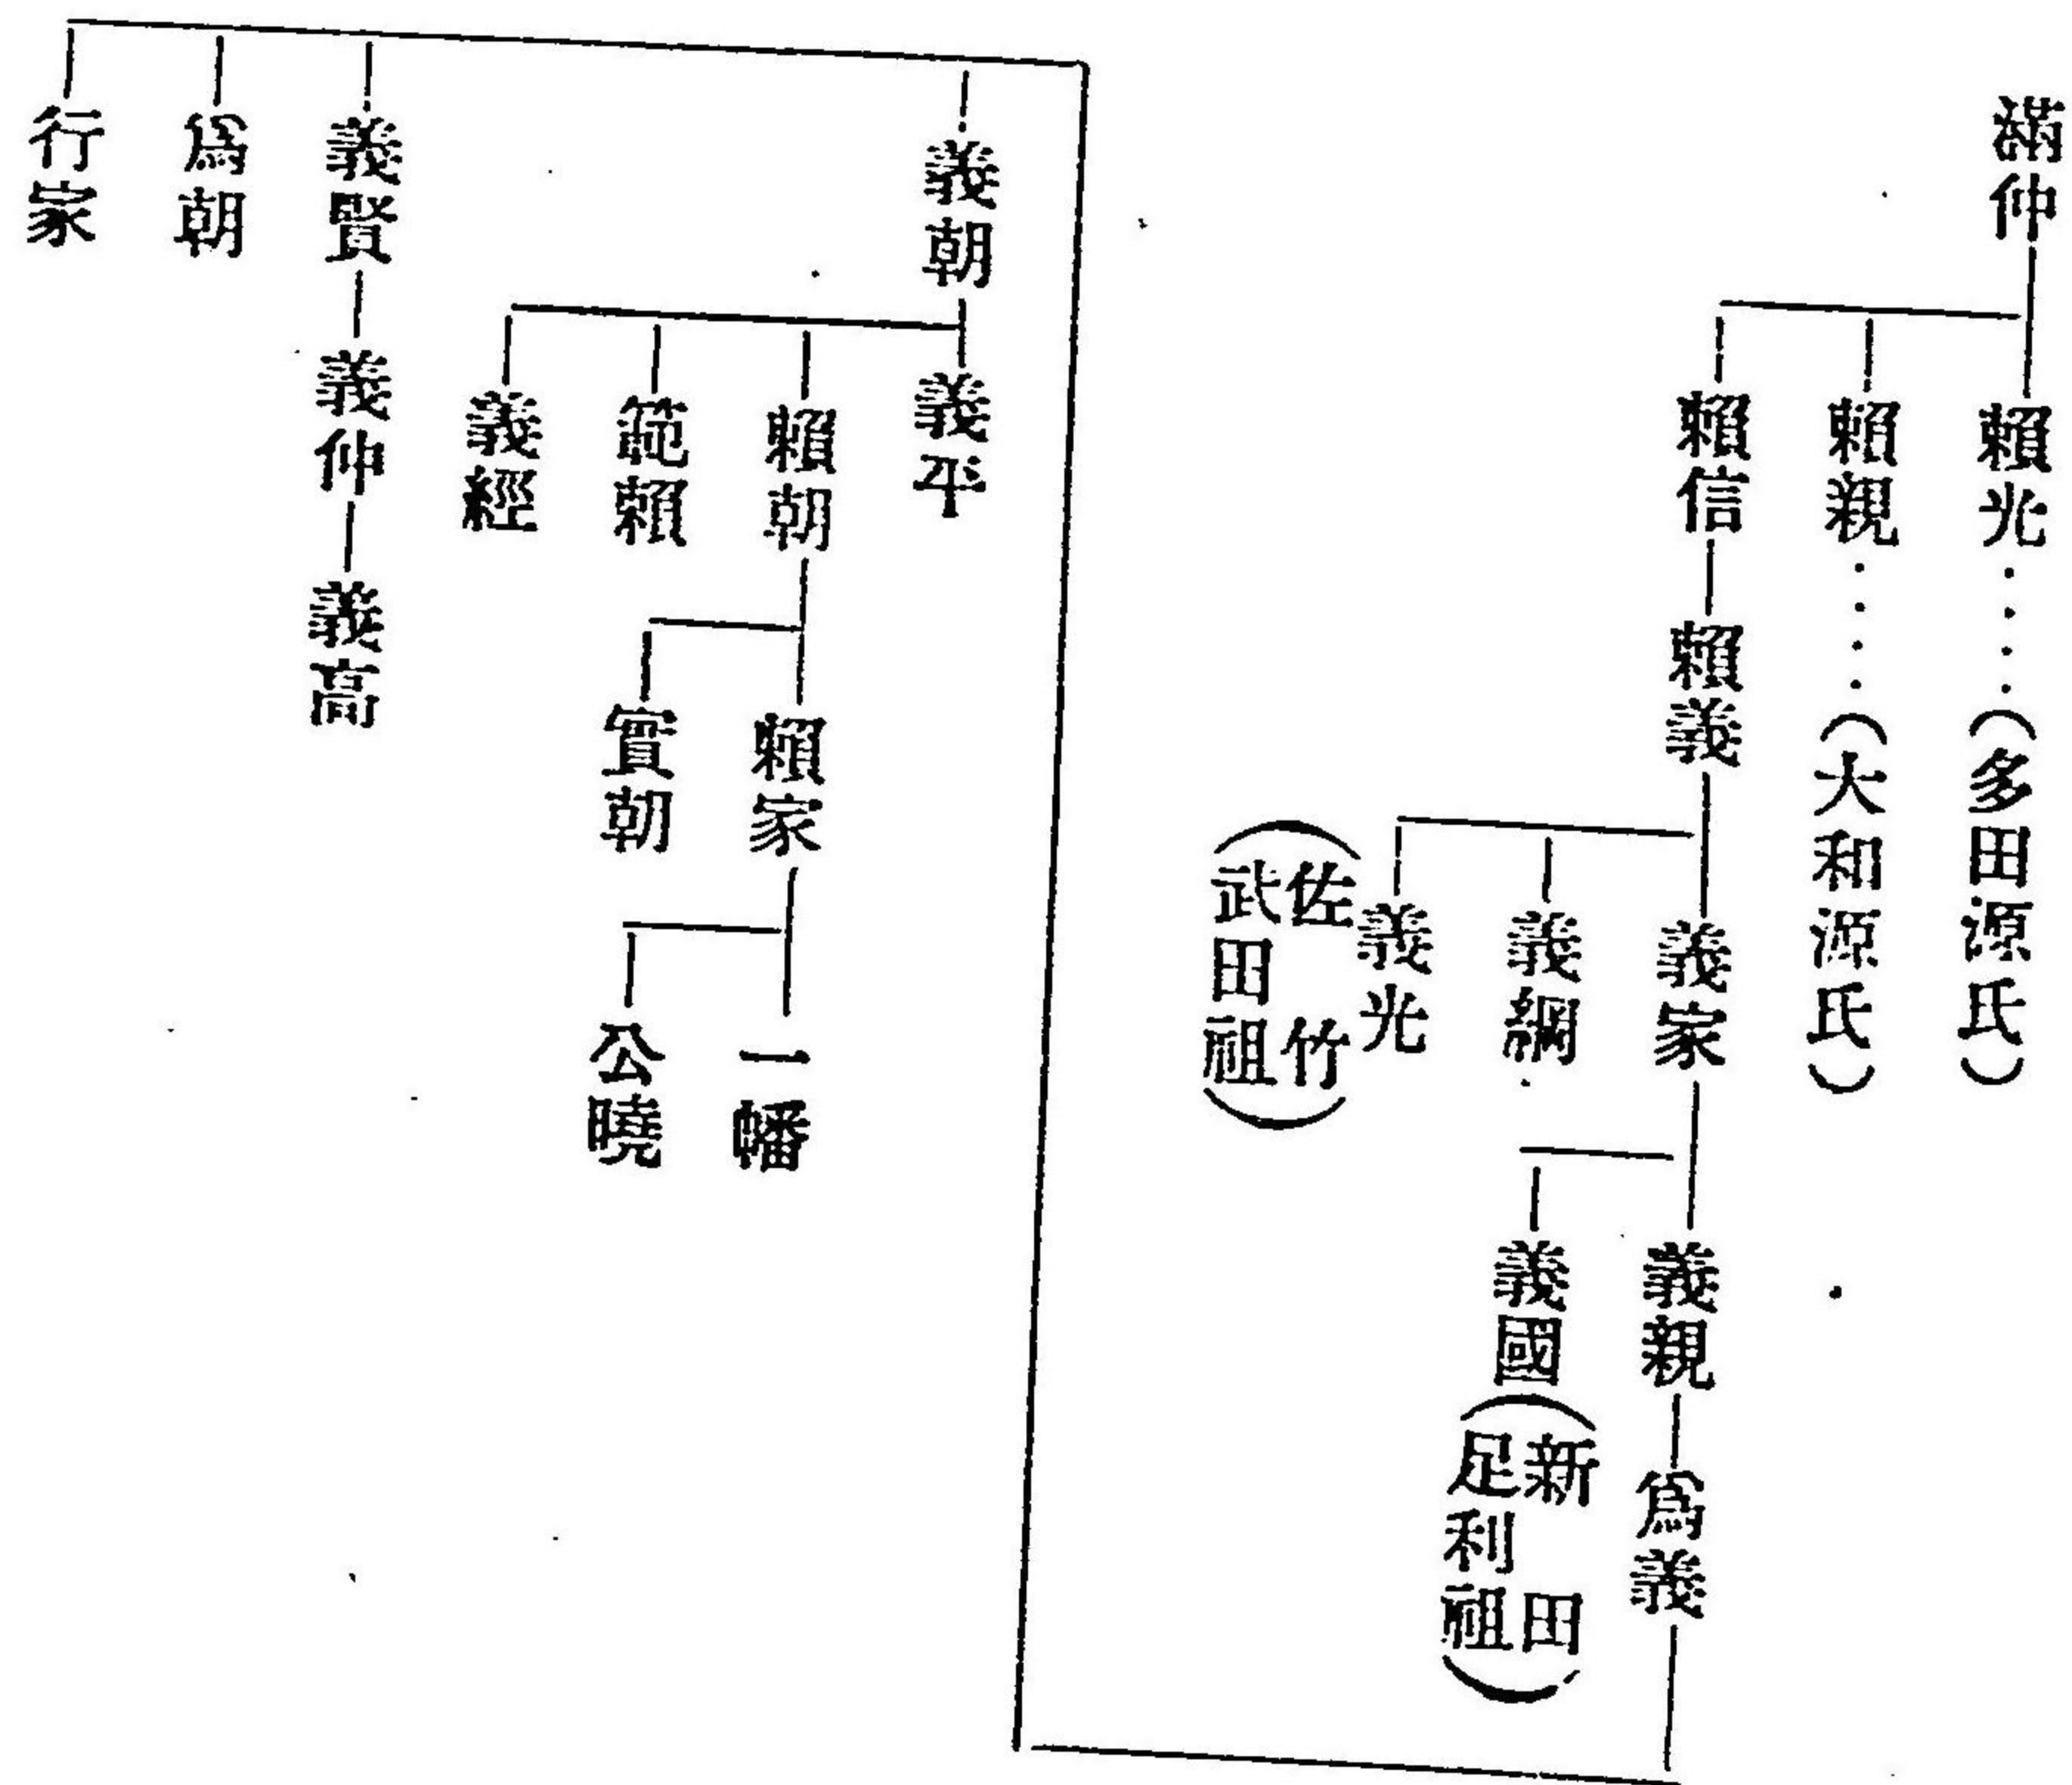 滿仲
賴光‥‥(多田源氏)
賴親‥‥(大和源氏)
賴信
賴義
義家
義綱
義光
(佐竹
武田祖)
義親
爲義
義國
(新田
足利祖)
義朝
義平
賴朝
賴家
一幡
公曉
實朝
範賴
義經
義賢
義仲
義高
爲朝
行家